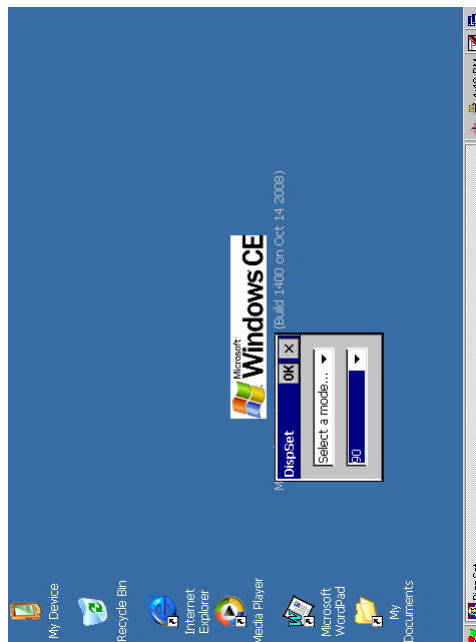 My Device
Recycle Bin
Internet
Explorer
Media Player
Microsoft
WordPad
My
Documents
Microsoft
Windows CE
(Build 1400 on Oct 14 2008)
DispSet
OK
Select a mode...
90
DispSet